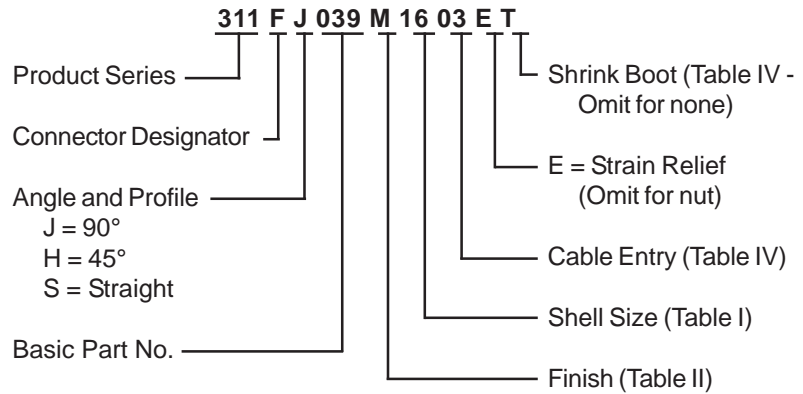 311 F J 039 M 16 03 E T
Product Series
Connector Designator
Angle and Profile
J = 90°
H = 45°
S = Straight
Basic Part No.
Shrink Boot (Table IV -
Omit for none)
E = Strain Relief
(Omit for nut)
Cable Entry (Table IV)
Shell Size (Table I)
Finish (Table II)